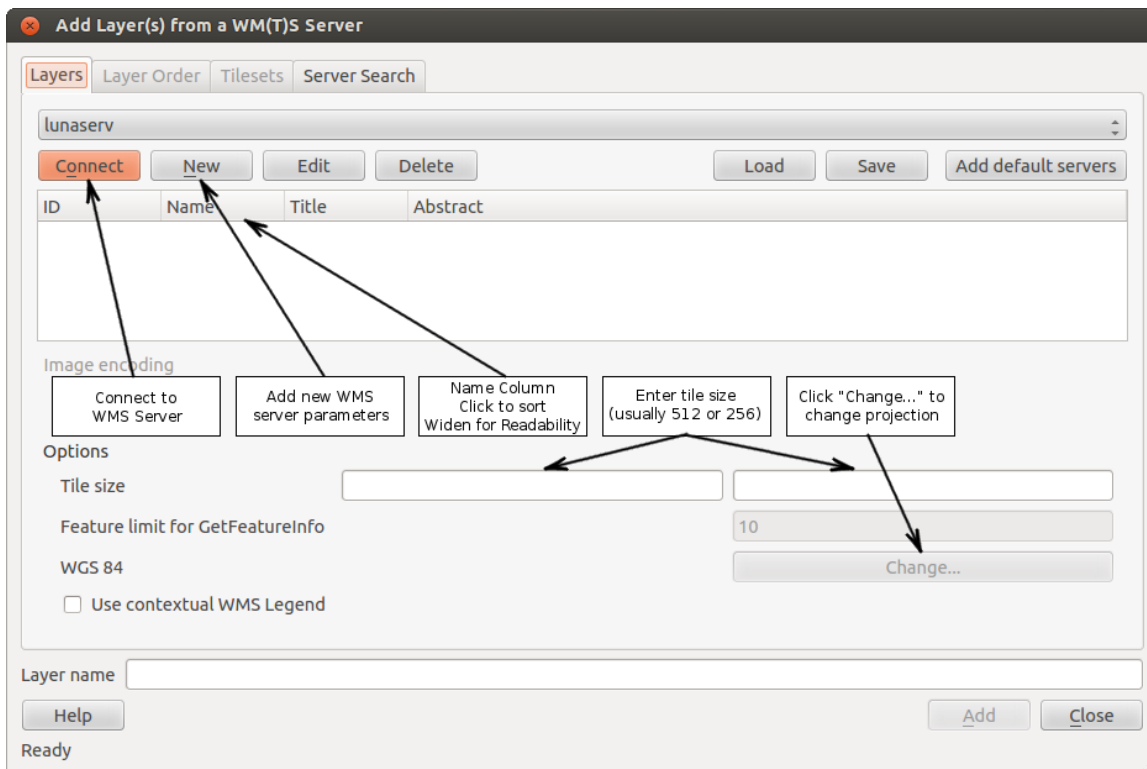 Add Layer(s) from a WM(T)S Server
Layers Layer Order Tilesets Server Search
lunaserv
Connect New Edit Delete Load Save Add default servers
ID Name Title Abstract
Image encoding
Connect to
WMS Server
Add new WMS
server parameters
Name Column
Click to sort
Widen for Readability
Enter tile size
(usually 512 or 256)
Click "Change..." to
change projection
Options
Tile size
Feature limit for GetFeatureInfo 10
WGS 84 Change...
Use contextual WMS Legend
Layer name
Help Add Close
Ready